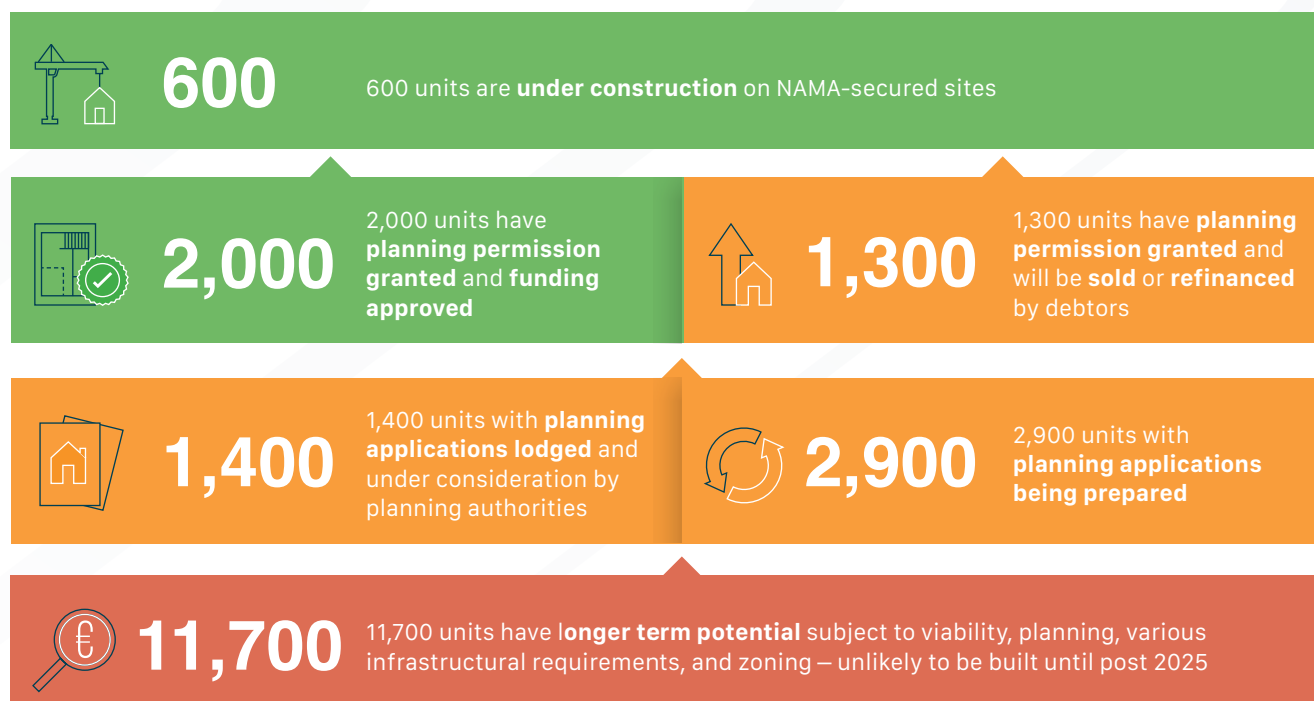 600
600 units are under construction on NAMA-secured sites
2,000
2,000 units have
planning permission
granted and funding
approved
1,300
1,300 units have planning
permission granted and
will be sold or refinanced
by debtors
1,400
1,400 units with planning
applications lodged and
under consideration by
planning authorities
2,900
2,900 units with
planning applications
being prepared
€
11,700
11,700 units have longer term potential subject to viability, planning, various
infrastructural requirements, and zoning – unlikely to be built until post 2025